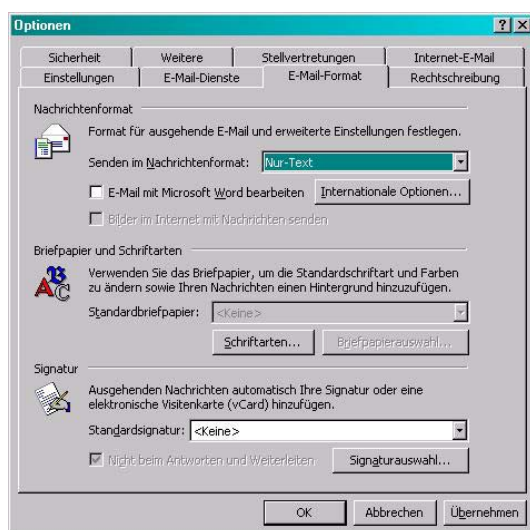 Optionen
Sicherheit
Weitere
Stellvertretungen
Internet-E-Mail
Einstellungen
E-Mail-Dienste
E-Mail-Format
Rechtschreibung
Nachrichtenformat
Format für ausgehende E-Mail und erweiterte Einstellungen festlegen.
Senden im Nachrichtenformat: Nur-Text
E-Mail mit Microsoft Word bearbeiten
Internationale Optionen...
Bilder im Internet mit Nachrichten senden
Briefpapier und Schriftarten
Verwenden Sie das Briefpapier, um die Standardschriftart und Farben
zu ändern sowie Ihren Nachrichten einen Hintergrund hinzuzufügen.
Standardbriefpapier: <Keine>
Schriftarten...
Briefpapierauswahl...
Signatur
Ausgehenden Nachrichten automatisch Ihre Signatur oder eine
elektronische Visitenkarte (vCard) hinzufügen.
Standardsignatur: <Keine>
Nicht beim Antworten und Weiterleiten
Signaturauswahl...
OK
Abbrechen
Übernehmen